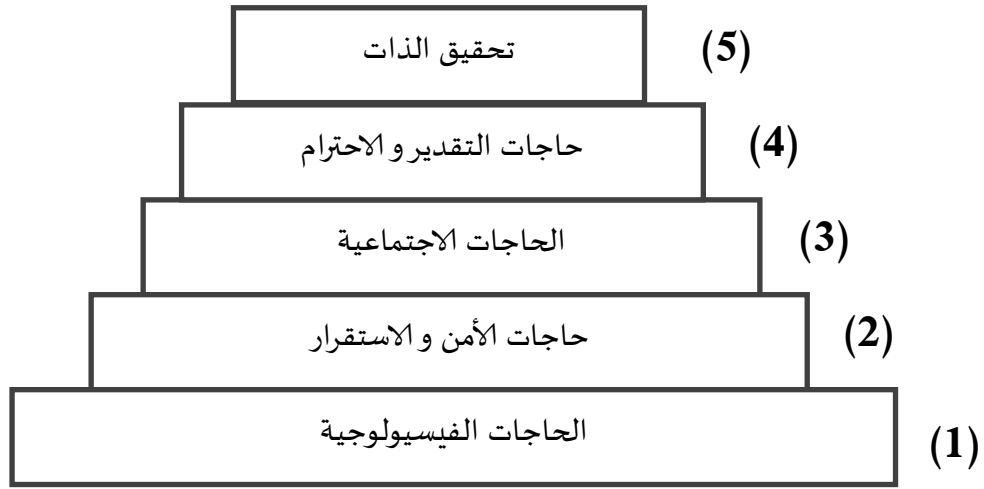 تحقيق الذات (5)
حاجات التقدير و الاحترام (4)
الحاجات الاجتماعية (3)
حاجات الأمن و الاستقرار (2)
الحاجات الفيسيولوجية (1)